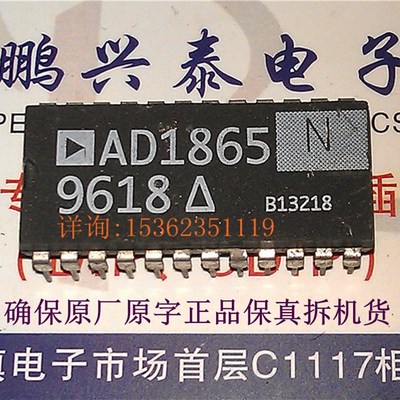 鹏兴泰电子
AD1865 N
9618 Δ B13218
详询:15362351119
确保原厂原字正品保真拆机货
电子市场首层C1117相